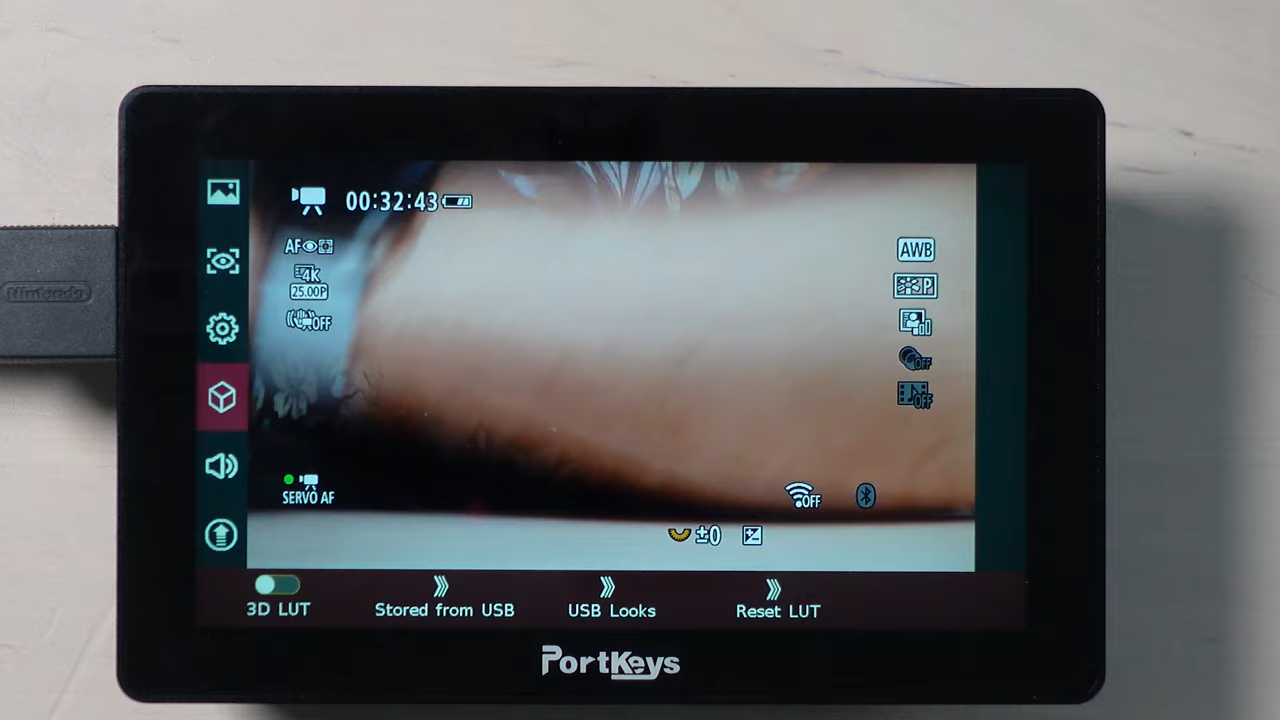 00:32:43
AF
4K
25.00P
OFF
AWB
P
OFF
OFF
SERVO AF
OFF
±0
3D LUT
Stored from USB
USB Looks
Reset LUT
PortKeys
Nintendo